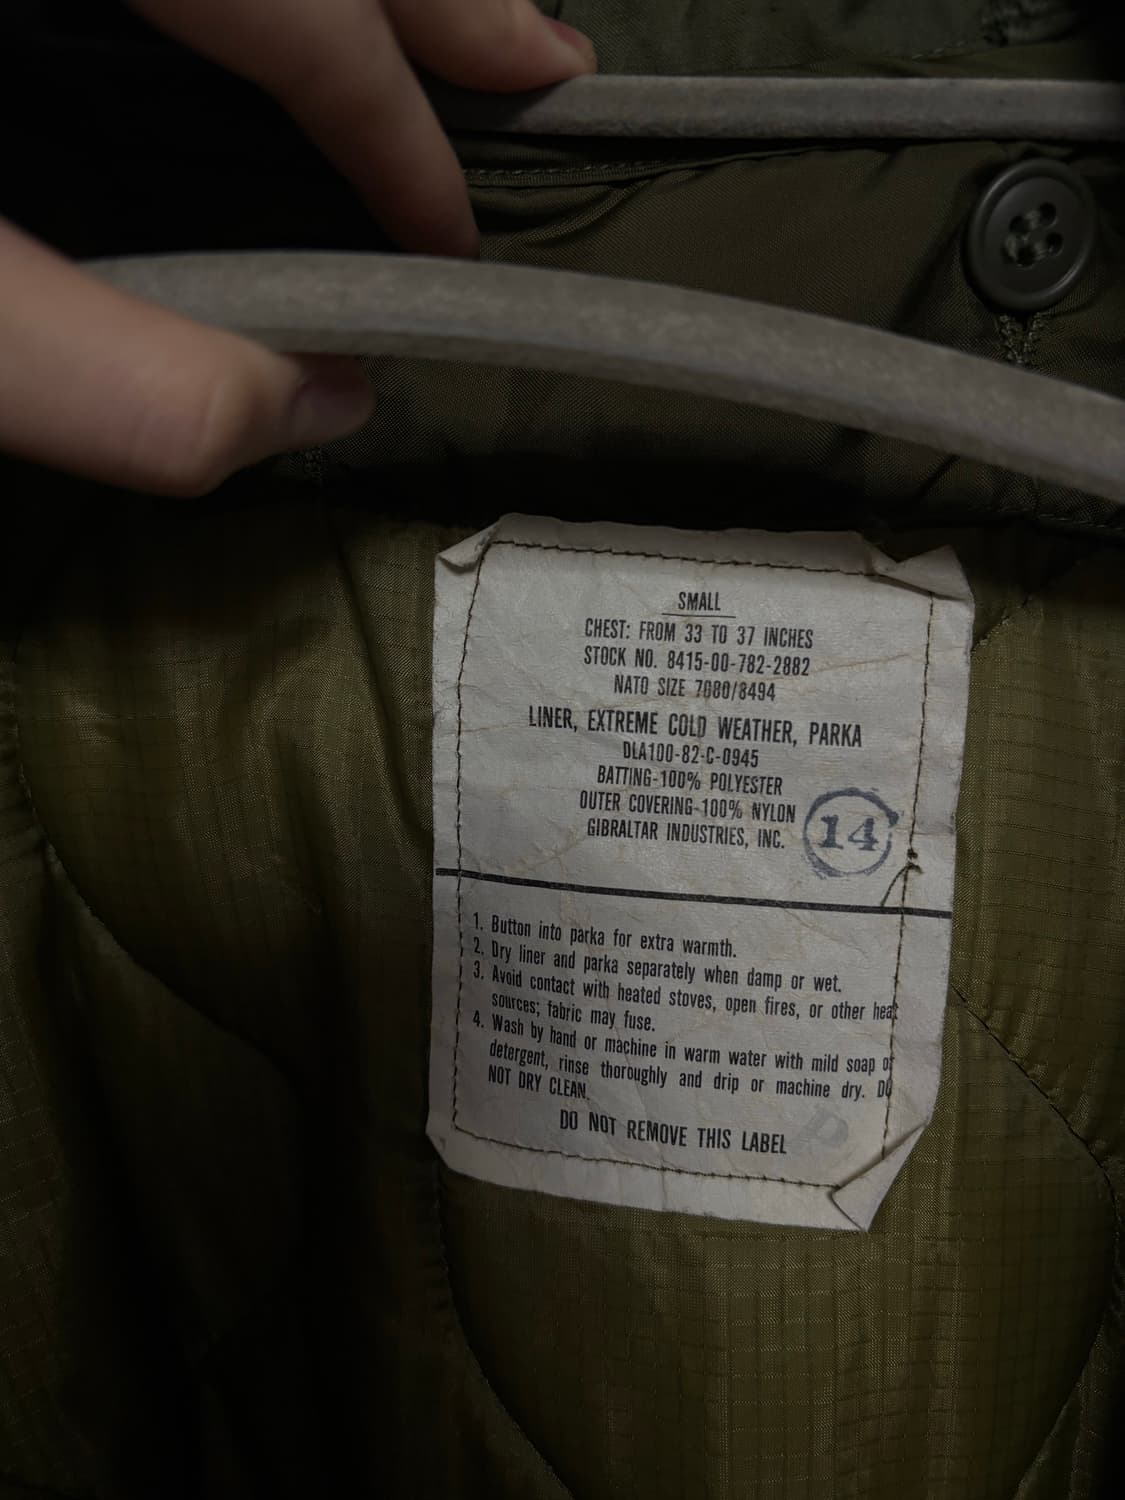 SMALL
CHEST: FROM 33 TO 37 INCHES
STOCK NO. 8415-00-782-2882
NATO SIZE 7080/8494
LINER, EXTREME COLD WEATHER, PARKA
DLA100-82-C-0945
BATTING-100% POLYESTER
OUTER COVERING-100% NYLON
GIBRALTAR INDUSTRIES, INC.
14
1. Button into parka for extra warmth.
2. Dry liner and parka separately when damp or wet.
3. Avoid contact with heated stoves, open fires, or other heat
sources; fabric may fuse.
4. Wash by hand or machine in warm water with mild soap or
detergent, rinse thoroughly and drip or machine dry. DO
NOT DRY CLEAN.
DO NOT REMOVE THIS LABEL
P